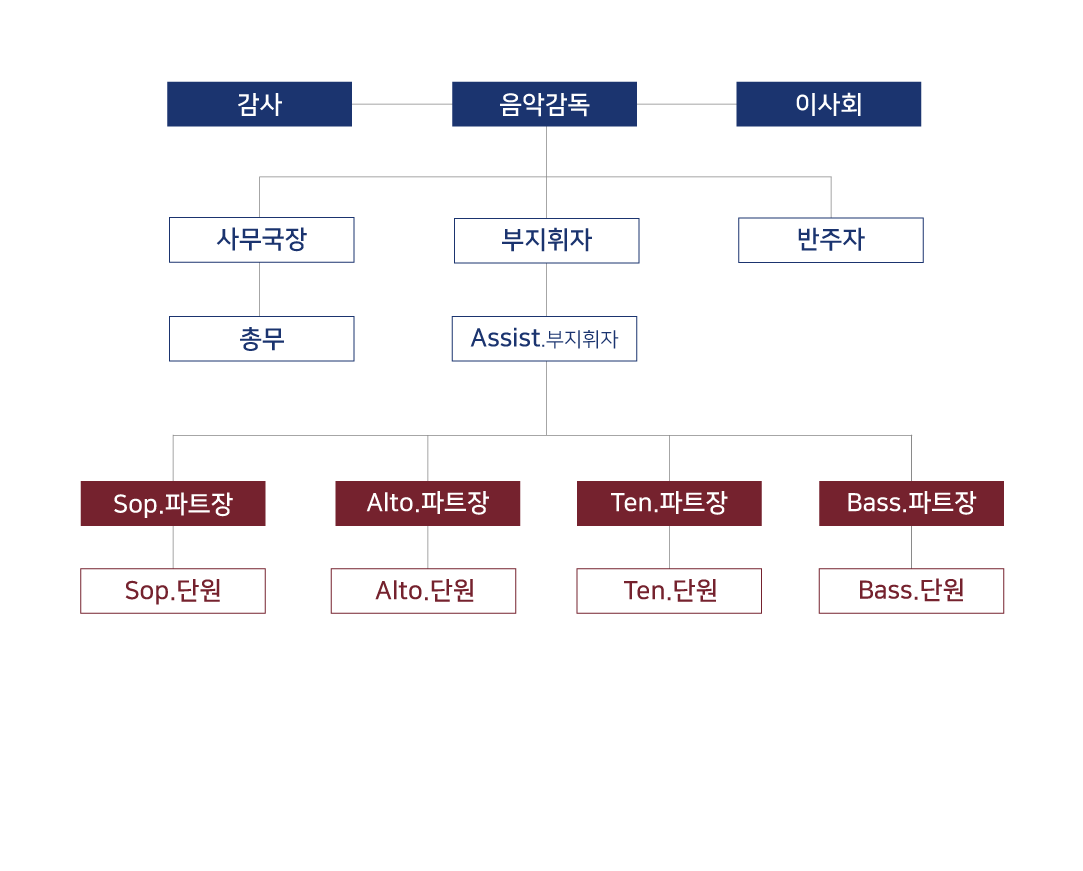 감사
음악감독
이사회
사무국장
부지휘자
반주자
총무
Assist.부지휘자
Sop.파트장
Alto.파트장
Ten.파트장
Bass.파트장
Sop.단원
Alto.단원
Ten.단원
Bass.단원